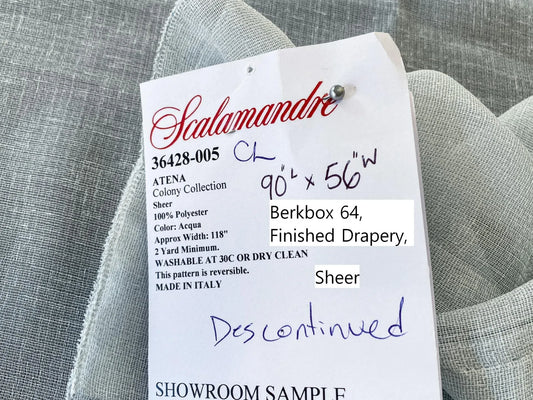 Scalamandré
36428-005 CL
ATENA
Colony Collection
Sheer
100% Polyester
Color: Acqua
Approx Width: 118"
2 Yard Minimum.
WASHABLE AT 30C OR DRY CLEAN
This pattern is reversible.
MADE IN ITALY
90"L x 56"W
Berkbox 64,
Finished Drapery,
Sheer
Descontinued
SHOWROOM SAMPLE